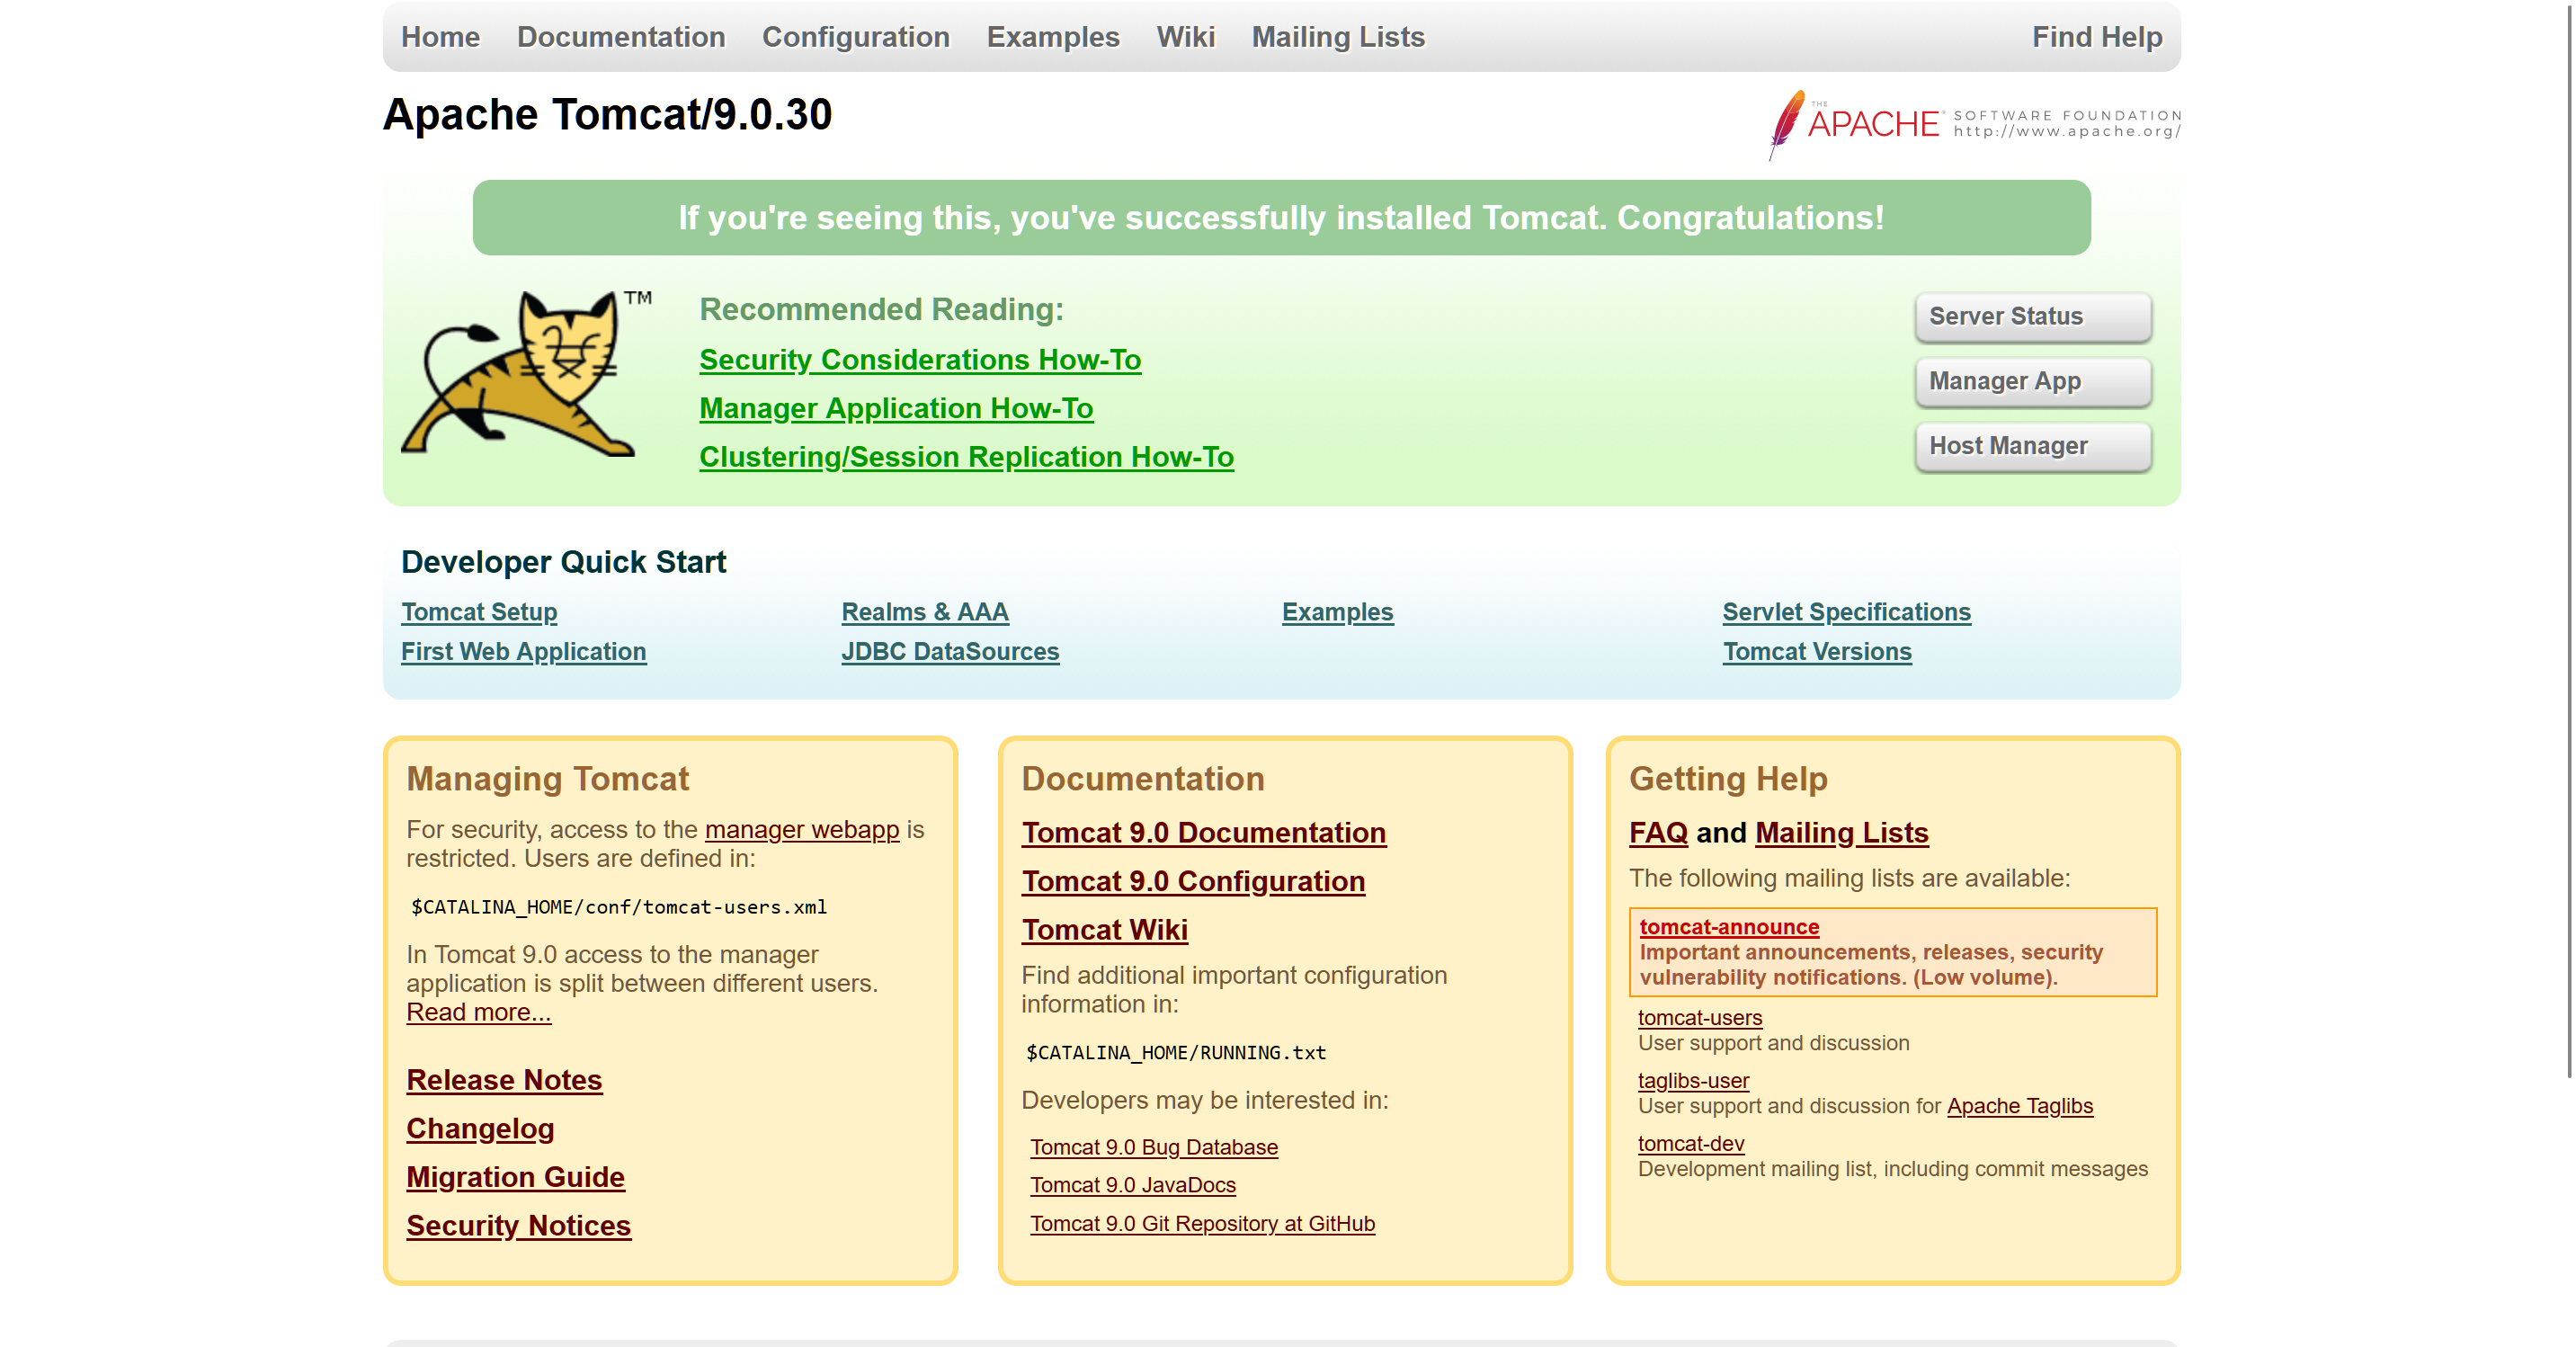 Home Documentation Configuration Examples Wiki Mailing Lists Find Help
Apache Tomcat/9.0.30
THE APACHE SOFTWARE FOUNDATION
http://www.apache.org/
If you're seeing this, you've successfully installed Tomcat. Congratulations!
TM
Recommended Reading:
Security Considerations How-To
Manager Application How-To
Clustering/Session Replication How-To
Server Status
Manager App
Host Manager
Developer Quick Start
Tomcat Setup
First Web Application
Realms & AAA
JDBC DataSources
Examples
Servlet Specifications
Tomcat Versions
Managing Tomcat
For security, access to the manager webapp is
restricted. Users are defined in:
$CATALINA_HOME/conf/tomcat-users.xml
In Tomcat 9.0 access to the manager
application is split between different users.
Read more...
Release Notes
Changelog
Migration Guide
Security Notices
Documentation
Tomcat 9.0 Documentation
Tomcat 9.0 Configuration
Tomcat Wiki
Find additional important configuration
information in:
$CATALINA_HOME/RUNNING.txt
Developers may be interested in:
Tomcat 9.0 Bug Database
Tomcat 9.0 JavaDocs
Tomcat 9.0 Git Repository at GitHub
Getting Help
FAQ and Mailing Lists
The following mailing lists are available:
tomcat-announce
Important announcements, releases, security
vulnerability notifications. (Low volume).
tomcat-users
User support and discussion
taglibs-user
User support and discussion for Apache Taglibs
tomcat-dev
Development mailing list, including commit messages